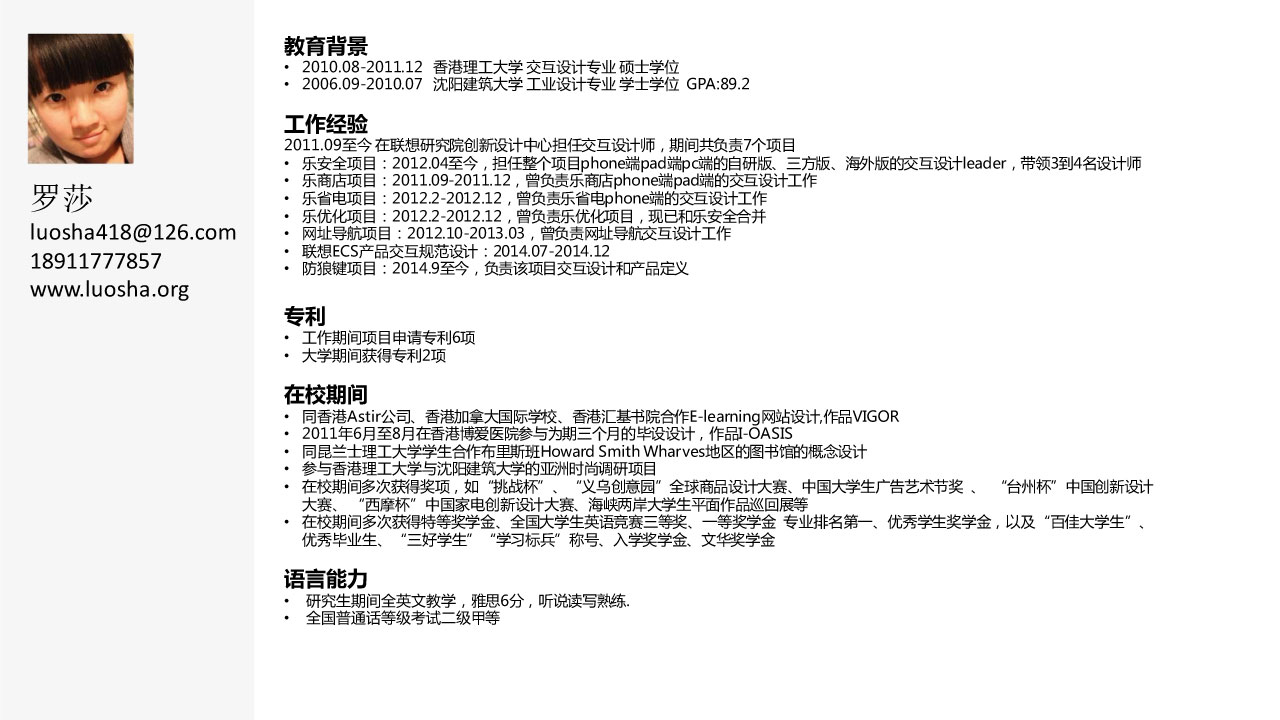 罗莎
luosha418@126.com
18911777857
www.luosha.org
教育背景
• 2010.08-2011.12 香港理工大学 交互设计专业 硕士学位
• 2006.09-2010.07 沈阳建筑大学 工业设计专业 学士学位 GPA:89.2
工作经验
2011.09至今 在联想研究院创新设计中心担任交互设计师，期间共负责7个项目
• 乐安全项目：2012.04至今，担任整个项目phone端pad端pc端的自研版、三方版、海外版的交互设计leader，带领3到4名设计师
• 乐商店项目：2011.09-2011.12，曾负责乐商店phone端pad端的交互设计工作
• 乐省电项目：2012.2-2012.12，曾负责乐省电phone端的交互设计工作
• 乐优化项目：2012.2-2012.12，曾负责乐优化项目，现已和乐安全合并
• 网址导航项目：2012.10-2013.03，曾负责网址导航交互设计工作
• 联想ECS产品交互规范设计：2014.07-2014.12
• 防狼键项目：2014.9至今，负责该项目交互设计和产品定义
专利
• 工作期间项目申请专利6项
• 大学期间获得专利2项
在校期间
• 同香港Astir公司、香港加拿大国际学校、香港汇基书院合作E-learning网站设计,作品VIGOR
• 2011年6月至8月在香港博爱医院参与为期三个月的毕设设计，作品I-OASIS
• 同昆兰士理工大学学生合作布里斯班Howard Smith Wharves地区的图书馆的概念设计
• 参与香港理工大学与沈阳建筑大学的亚洲时尚调研项目
• 在校期间多次获得奖项，如“挑战杯”、“义乌创意园”全球商品设计大赛、中国大学生广告艺术节奖 、 “台州杯”中国创新设计
大赛、 “西摩杯”中国家电创新设计大赛、海峡两岸大学生平面作品巡回展等
• 在校期间多次获得特等奖学金、全国大学生英语竞赛三等奖、一等奖学金 专业排名第一、优秀学生奖学金，以及“百佳大学生”、
优秀毕业生、“三好学生”“学习标兵”称号、入学奖学金、文华奖学金
语言能力
• 研究生期间全英文教学，雅思6分，听说读写熟练.
• 全国普通话等级考试二级甲等